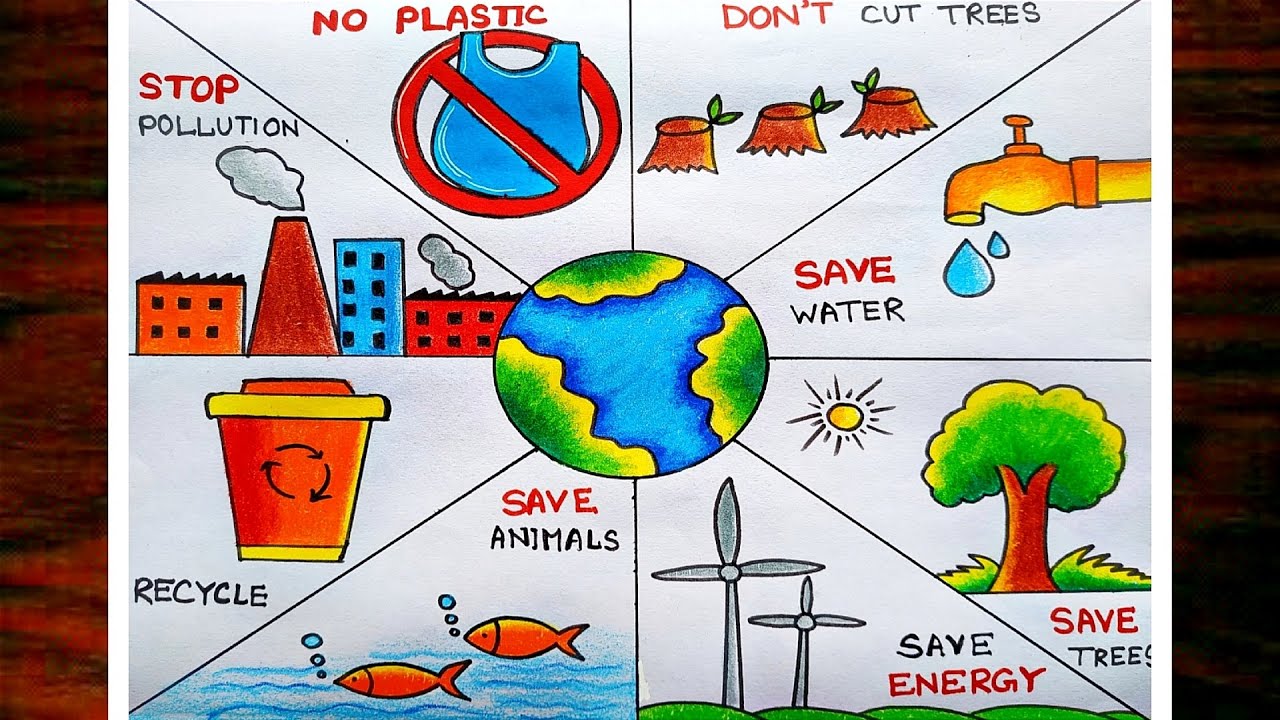 NO PLASTIC
DON'T CUT TREES
STOP
POLLUTION
SAVE
WATER
SAVE
ANIMALS
RECYCLE
SAVE
ENERGY
SAVE
TREES